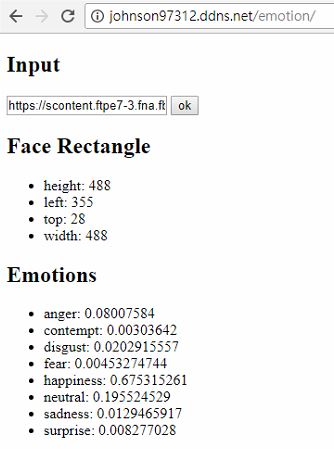 johnson97312.ddns.net/emotion/
Input
https://scontent.ftpe7-3.fna.ft ok
Face Rectangle
height: 488
left: 355
top: 28
width: 488
Emotions
anger: 0.08007584
contempt: 0.00303642
disgust: 0.0202915557
fear: 0.00453274744
happiness: 0.675315261
neutral: 0.195524529
sadness: 0.0129465917
surprise: 0.008277028